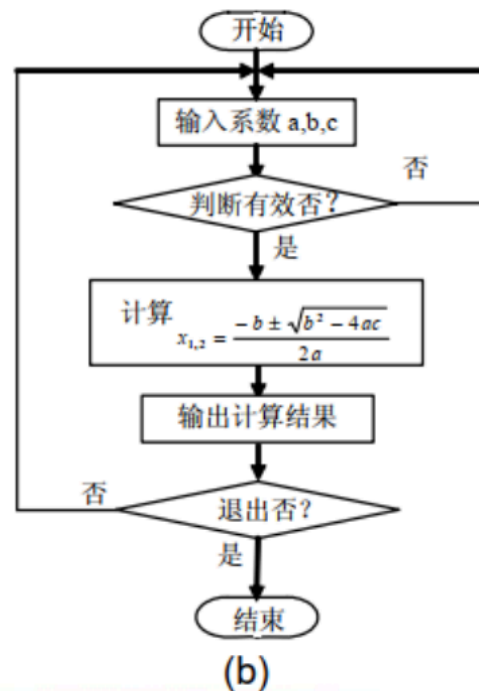 开始
输入系数 a,b,c
否
判断有效否?
是
计算 x₁,₂ = (-b ± √(b² - 4ac)) / 2a
输出计算结果
否
退出否?
是
结束
(b)